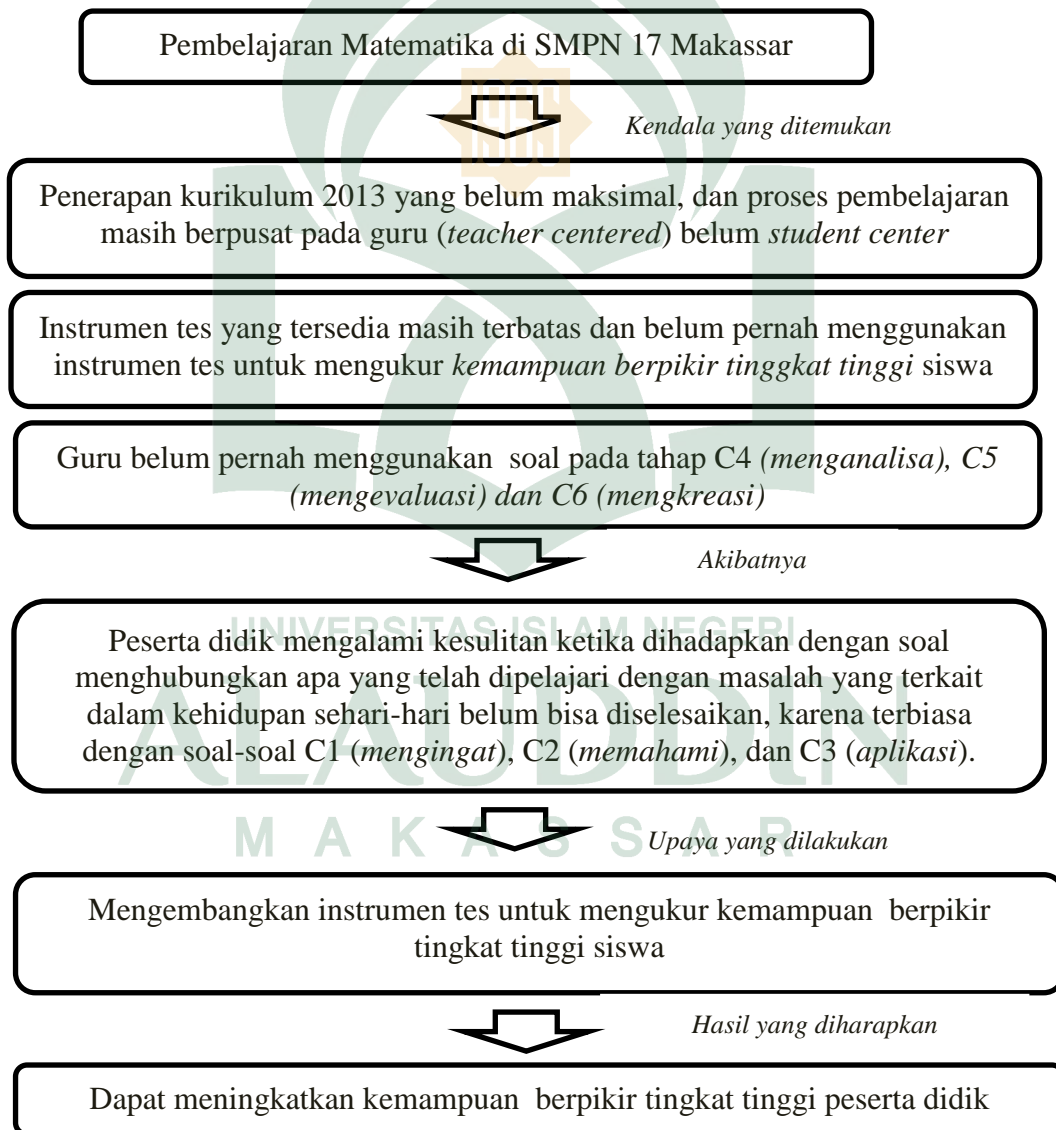 Pembelajaran Matematika di SMPN 17 Makassar
Kendala yang ditemukan
Penerapan kurikulum 2013 yang belum maksimal, dan proses pembelajaran
masih berpusat pada guru (teacher centered) belum student center
Instrumen tes yang tersedia masih terbatas dan belum pernah menggunakan
instrumen tes untuk mengukur kemampuan berpikir tinggkat tinggi siswa
Guru belum pernah menggunakan  soal pada tahap C4 (menganalisa), C5
(mengevaluasi) dan C6 (mengkreasi)
Akibatnya
UNIVERSITAS ISLAM NEGERI
ALAUDDIN
MAKASSAR
Peserta didik mengalami kesulitan ketika dihadapkan dengan soal
menghubungkan apa yang telah dipelajari dengan masalah yang terkait
dalam kehidupan sehari-hari belum bisa diselesaikan, karena terbiasa
dengan soal-soal C1 (mengingat), C2 (memahami), dan C3 (aplikasi).
Upaya yang dilakukan
Mengembangkan instrumen tes untuk mengukur kemampuan  berpikir
tingkat tinggi siswa
Hasil yang diharapkan
Dapat meningkatkan kemampuan  berpikir tingkat tinggi peserta didik